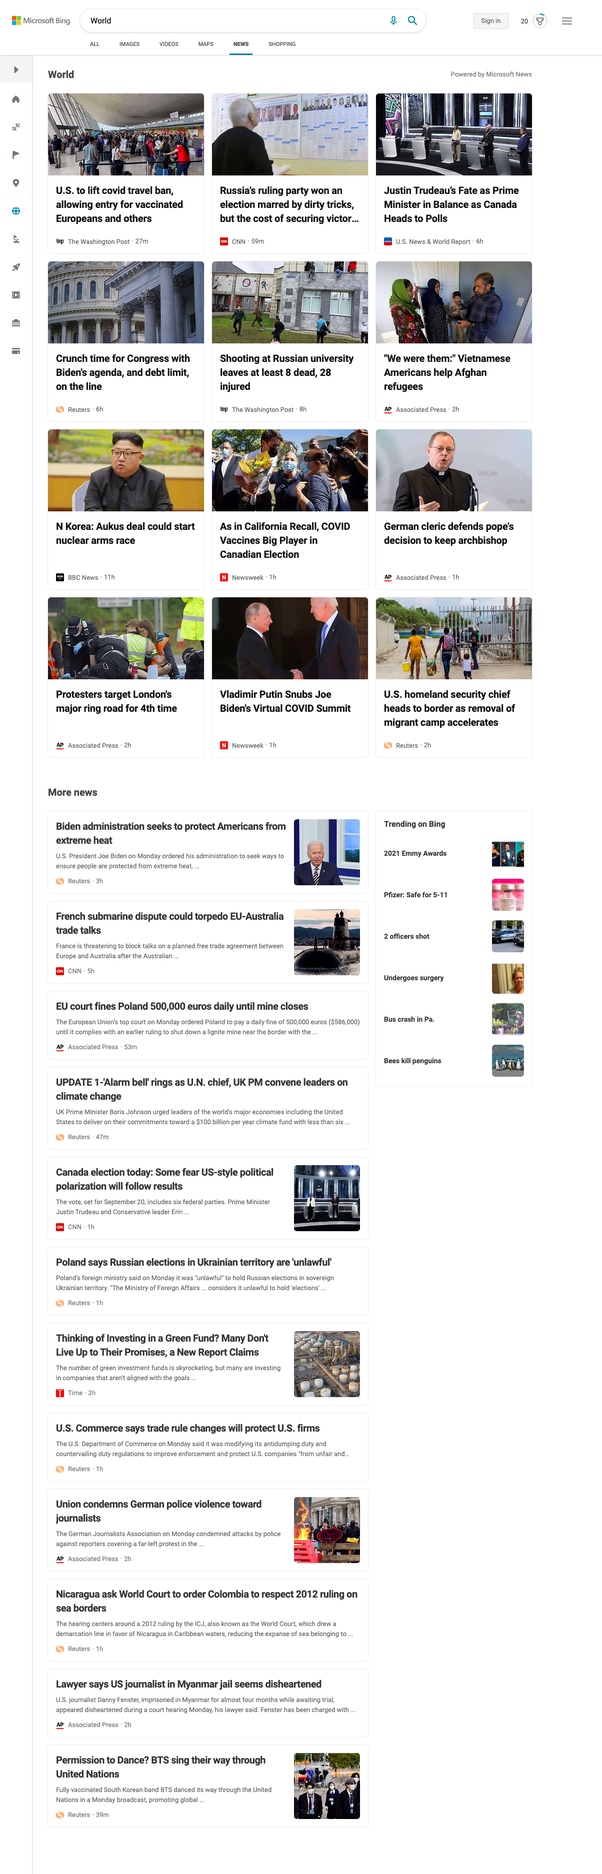 Microsoft Bing
World
Sign in
20
ALL
IMAGES
VIDEOS
MAPS
NEWS
SHOPPING
World
Powered by Microsoft News
U.S. to lift covid travel ban,
allowing entry for vaccinated
Europeans and others
wp The Washington Post · 27m
Russia's ruling party won an
election marred by dirty tricks,
but the cost of securing victor...
CNN CNN · 59m
Justin Trudeau's Fate as Prime
Minister in Balance as Canada
Heads to Polls
U.S. News & World Report · 6h
Crunch time for Congress with
Biden's agenda, and debt limit,
on the line
Reuters · 6h
Shooting at Russian university
leaves at least 8 dead, 28
injured
wp The Washington Post · 8h
"We were them:" Vietnamese
Americans help Afghan
refugees
AP Associated Press · 2h
N Korea: Aukus deal could start
nuclear arms race
BBC News · 11h
As in California Recall, COVID
Vaccines Big Player in
Canadian Election
N Newsweek · 1h
German cleric defends pope's
decision to keep archbishop
AP Associated Press · 1h
Protesters target London's
major ring road for 4th time
AP Associated Press · 2h
Vladimir Putin Snubs Joe
Biden's Virtual COVID Summit
N Newsweek · 1h
U.S. homeland security chief
heads to border as removal of
migrant camp accelerates
Reuters · 2h
More news
Biden administration seeks to protect Americans from
extreme heat
U.S. President Joe Biden on Monday ordered his administration to seek ways to
ensure people are protected from extreme heat, ...
Reuters · 3h
French submarine dispute could torpedo EU-Australia
trade talks
France is threatening to block talks on a planned free trade agreement between
Europe and Australia after the Australian ...
CNN CNN · 5h
EU court fines Poland 500,000 euros daily until mine closes
The European Union's top court on Monday ordered Poland to pay a daily fine of 500,000 euros ($586,000)
until it complies with an earlier ruling to shut down a lignite mine near the border with the ...
AP Associated Press · 53m
UPDATE 1-'Alarm bell' rings as U.N. chief, UK PM convene leaders on
climate change
UK Prime Minister Boris Johnson urged leaders of the world's major economies including the United
States to deliver on their commitments toward a $100 billion per year climate fund with less than six ...
Reuters · 47m
Canada election today: Some fear US-style political
polarization will follow results
The vote, set for September 20, includes six federal parties. Prime Minister
Justin Trudeau and Conservative leader Erin ...
CNN CNN · 1h
Poland says Russian elections in Ukrainian territory are 'unlawful'
Poland's foreign ministry said on Monday it was "unlawful" to hold Russian elections in sovereign
Ukrainian territory. "The Ministry of Foreign Affairs ... considers it unlawful to hold 'elections' ...
Reuters · 1h
Thinking of Investing in a Green Fund? Many Don't
Live Up to Their Promises, a New Report Claims
The number of green investment funds is skyrocketing, but many are investing
in companies that aren't aligned with the goals ...
T Time · 2h
U.S. Commerce says trade rule changes will protect U.S. firms
The U.S. Department of Commerce on Monday said it was modifying its antidumping duty and
countervailing duty regulations to improve enforcement and protect U.S. companies "from unfair and...
Reuters · 1h
Union condemns German police violence toward
journalists
The German Journalists Association on Monday condemned attacks by police
against reporters covering a far-left protest in the ...
AP Associated Press · 2h
Nicaragua ask World Court to order Colombia to respect 2012 ruling on
sea borders
The hearing centers around a 2012 ruling by the ICJ, also known as the World Court, which drew a
demarcation line in favor of Nicaragua in Caribbean waters, reducing the expanse of sea belonging to ...
Reuters · 1h
Lawyer says US journalist in Myanmar jail seems disheartened
U.S. journalist Danny Fenster, imprisoned in Myanmar for almost four months while awaiting trial,
appeared disheartened during a court hearing Monday, his lawyer said. Fenster has been charged with ...
AP Associated Press · 2h
Permission to Dance? BTS sing their way through
United Nations
Fully vaccinated South Korean band BTS danced its way through the United
Nations in a Monday broadcast, promoting global ...
Reuters · 39m
Trending on Bing
2021 Emmy Awards
Pfizer: Safe for 5-11
2 officers shot
Undergoes surgery
Bus crash in Pa.
Bees kill penguins